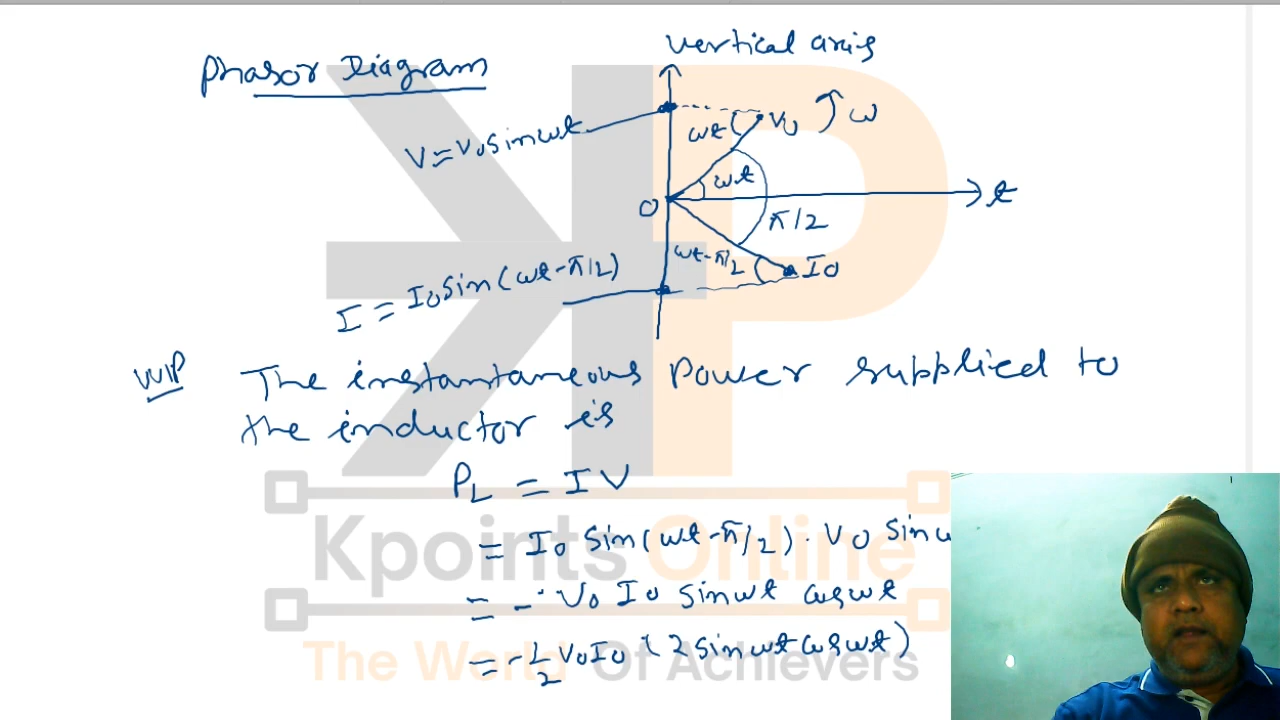 Phasor Diagram
vertical axis
V = V0 sin ωt
ωt V0 ω
ωt
O t
π/2
ωt-π/2 I0
I = I0 sin(ωt-π/2)
The instantaneous Power supplied to
the inductor is
PL = I V
= I0 sin(ωt-π/2) . V0 sin ω
= - V0 I0 sin ωt cos ωt
= -1/2 V0 I0 (2 sin ωt cos ωt)
Kpoints Online
The World Of Achievers